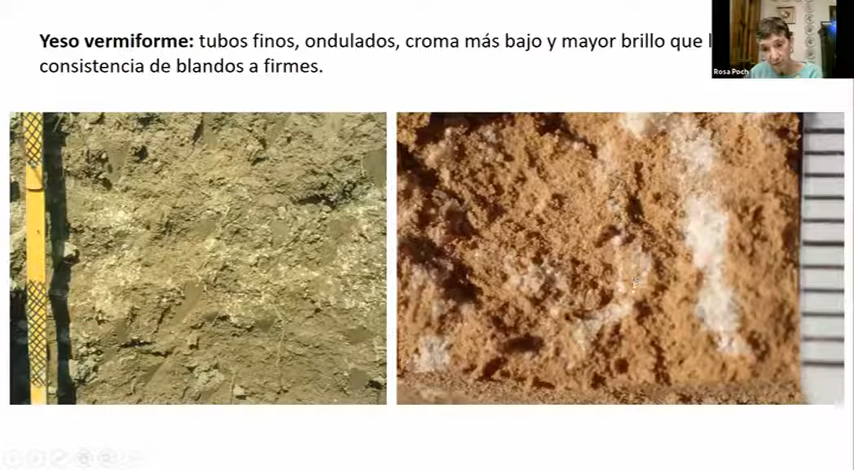 Yeso vermiforme: tubos finos, ondulados, croma más bajo y mayor brillo que l
consistencia de blandos a firmes.
Rosa Poch